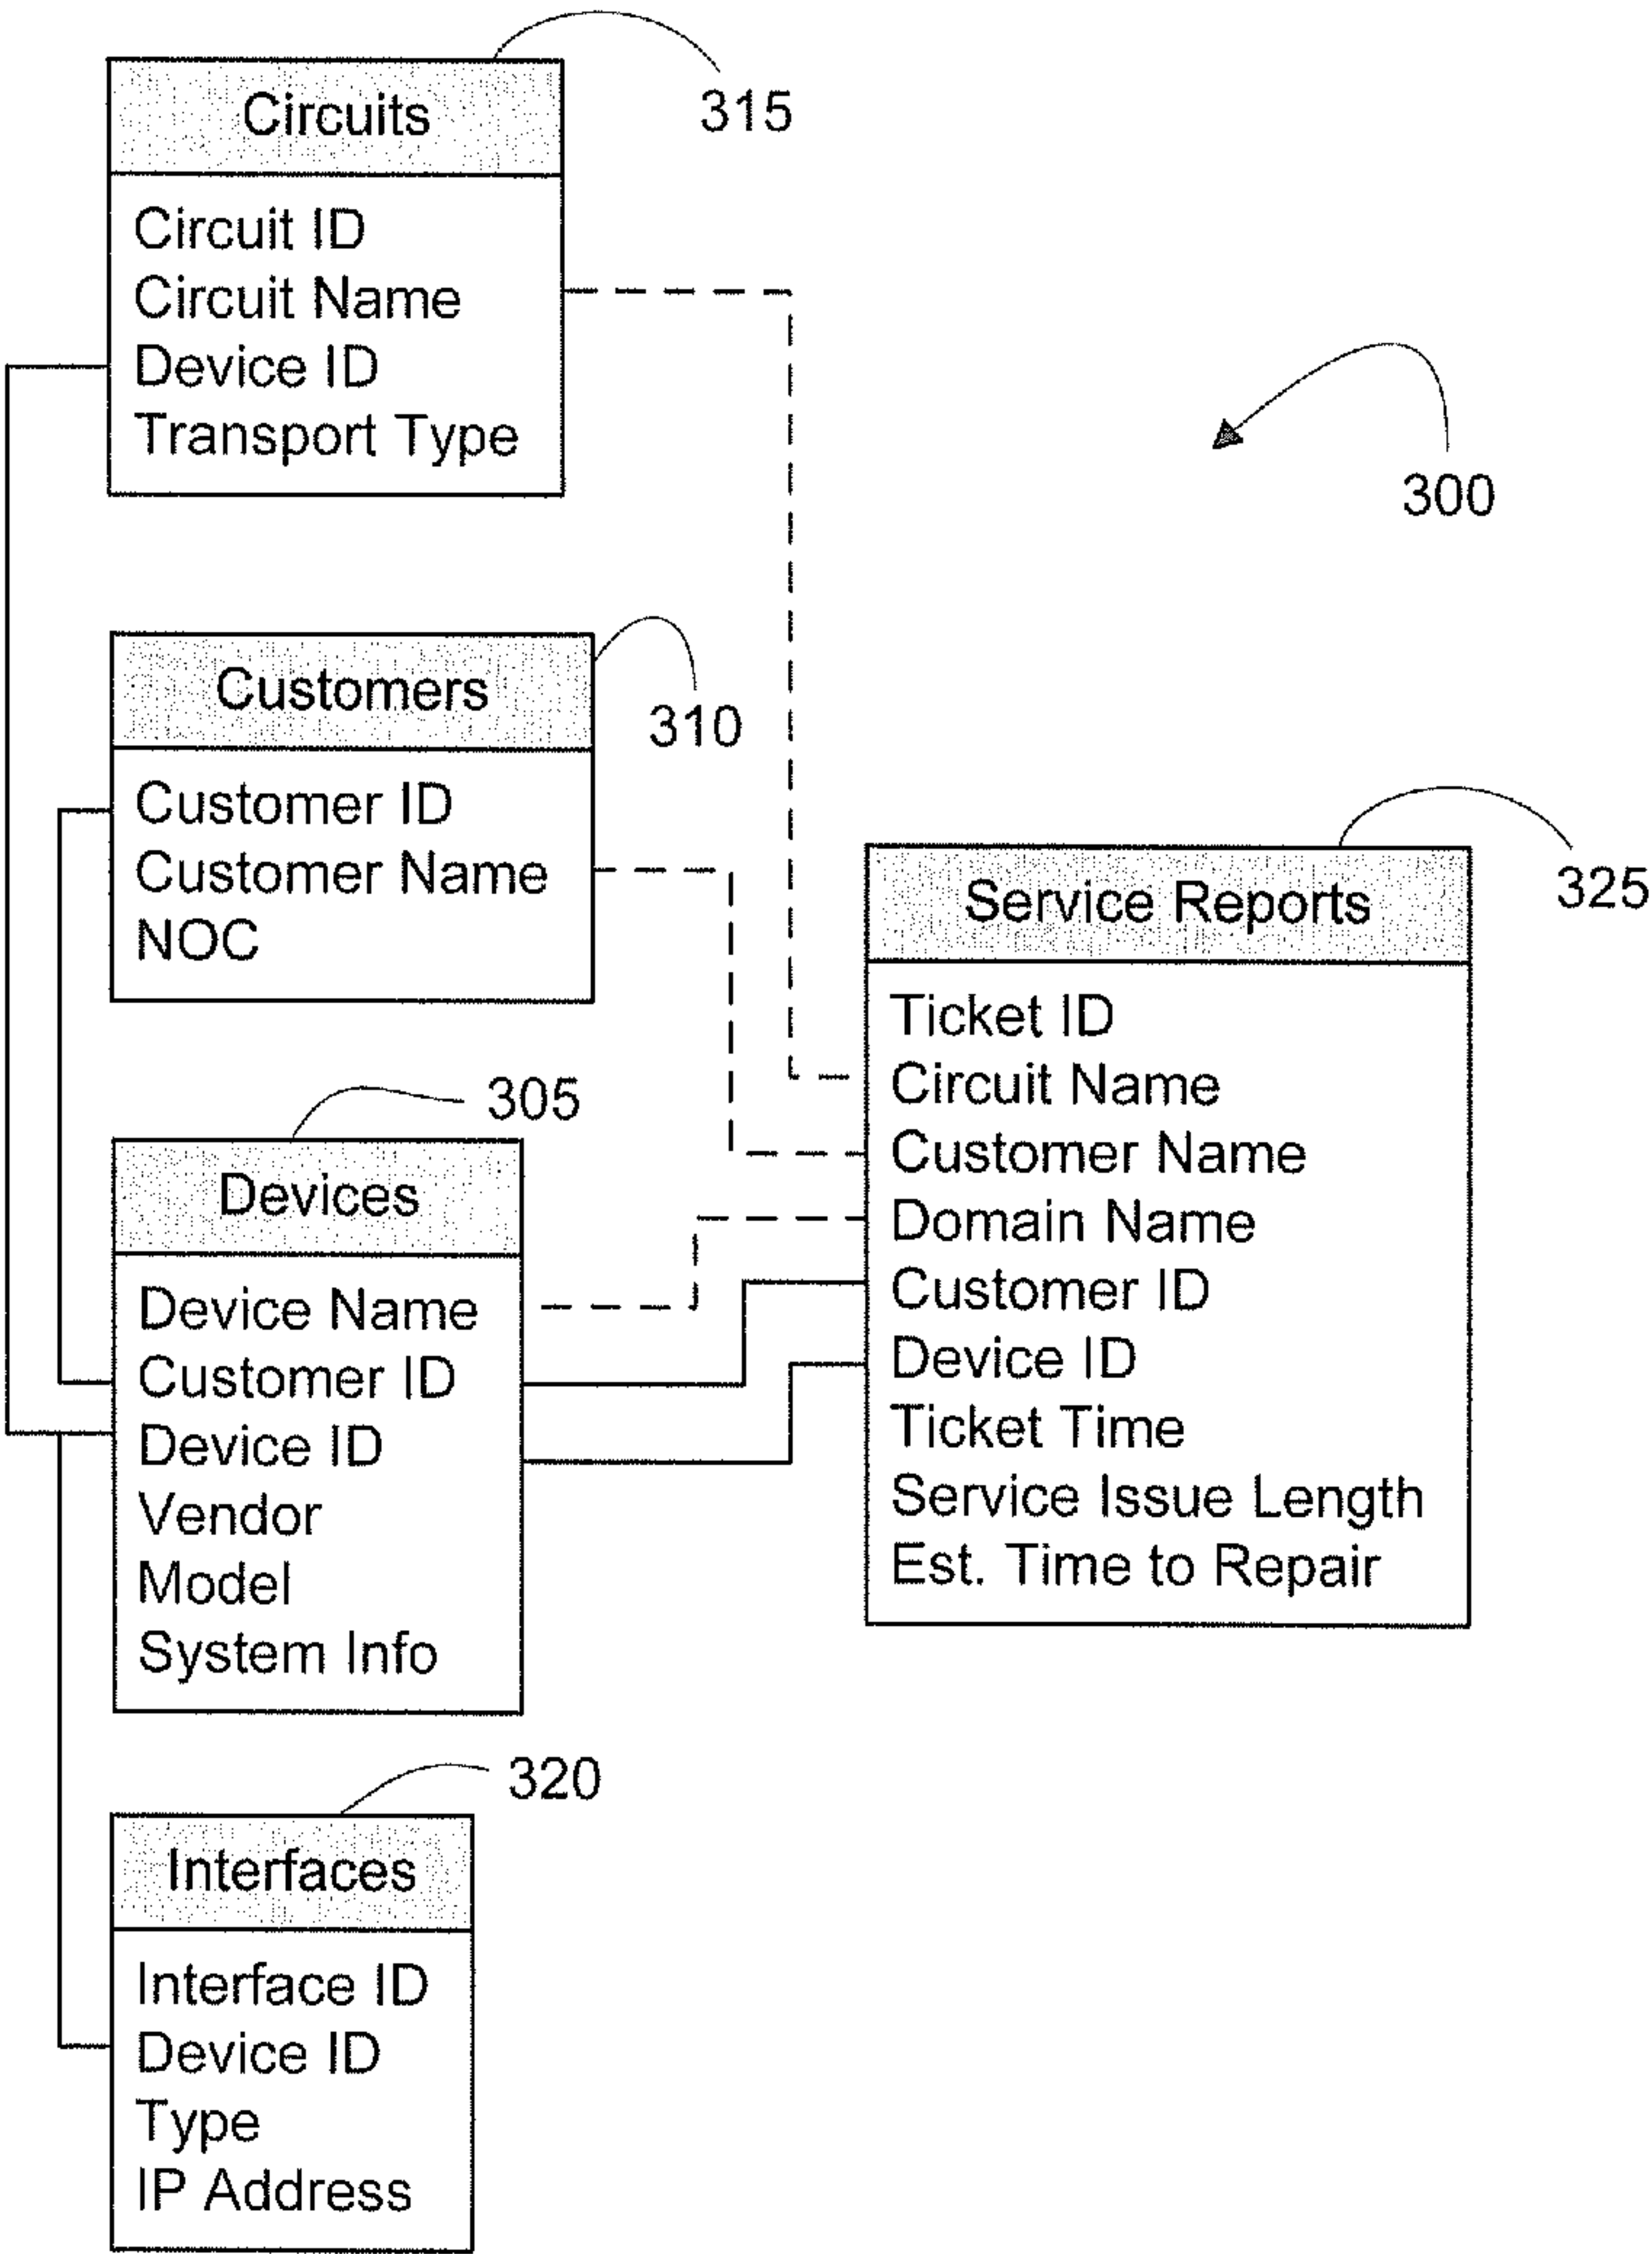 315
Circuits
Circuit ID
Circuit Name
Device ID
Transport Type
300
Customers
310
Customer ID
Customer Name
NOC
305
Devices
Device Name
Customer ID
Device ID
Vendor
Model
System Info
325
Service Reports
Ticket ID
Circuit Name
Customer Name
Domain Name
Customer ID
Device ID
Ticket Time
Service Issue Length
Est. Time to Repair
320
Interfaces
Interface ID
Device ID
Type
IP Address